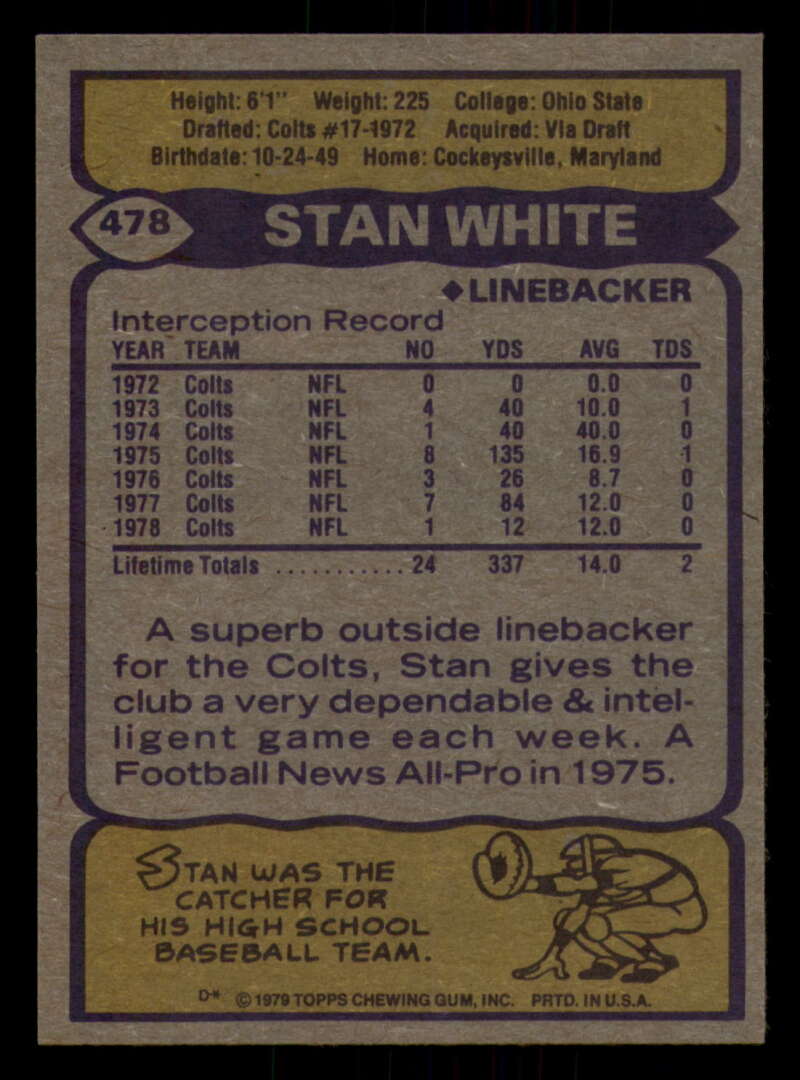 Height: 6'1" Weight: 225 College: Ohio State
Drafted: Colts #17-1972 Acquired: Via Draft
Birthdate: 10-24-49 Home: Cockeysville, Maryland
478 STAN WHITE
◆LINEBACKER
Interception Record
YEAR TEAM NO YDS AVG TDS
1972 Colts NFL 0 0 0.0 0
1973 Colts NFL 4 40 10.0 1
1974 Colts NFL 1 40 40.0 0
1975 Colts NFL 8 135 16.9 1
1976 Colts NFL 3 26 8.7 0
1977 Colts NFL 7 84 12.0 0
1978 Colts NFL 1 12 12.0 0
Lifetime Totals ........... 24 337 14.0 2
A superb outside linebacker
for the Colts, Stan gives the
club a very dependable & intel-
ligent game each week. A
Football News All-Pro in 1975.
STAN WAS THE
CATCHER FOR
HIS HIGH SCHOOL
BASEBALL TEAM.
D* © 1979 TOPPS CHEWING GUM, INC. PRTD. IN U.S.A.